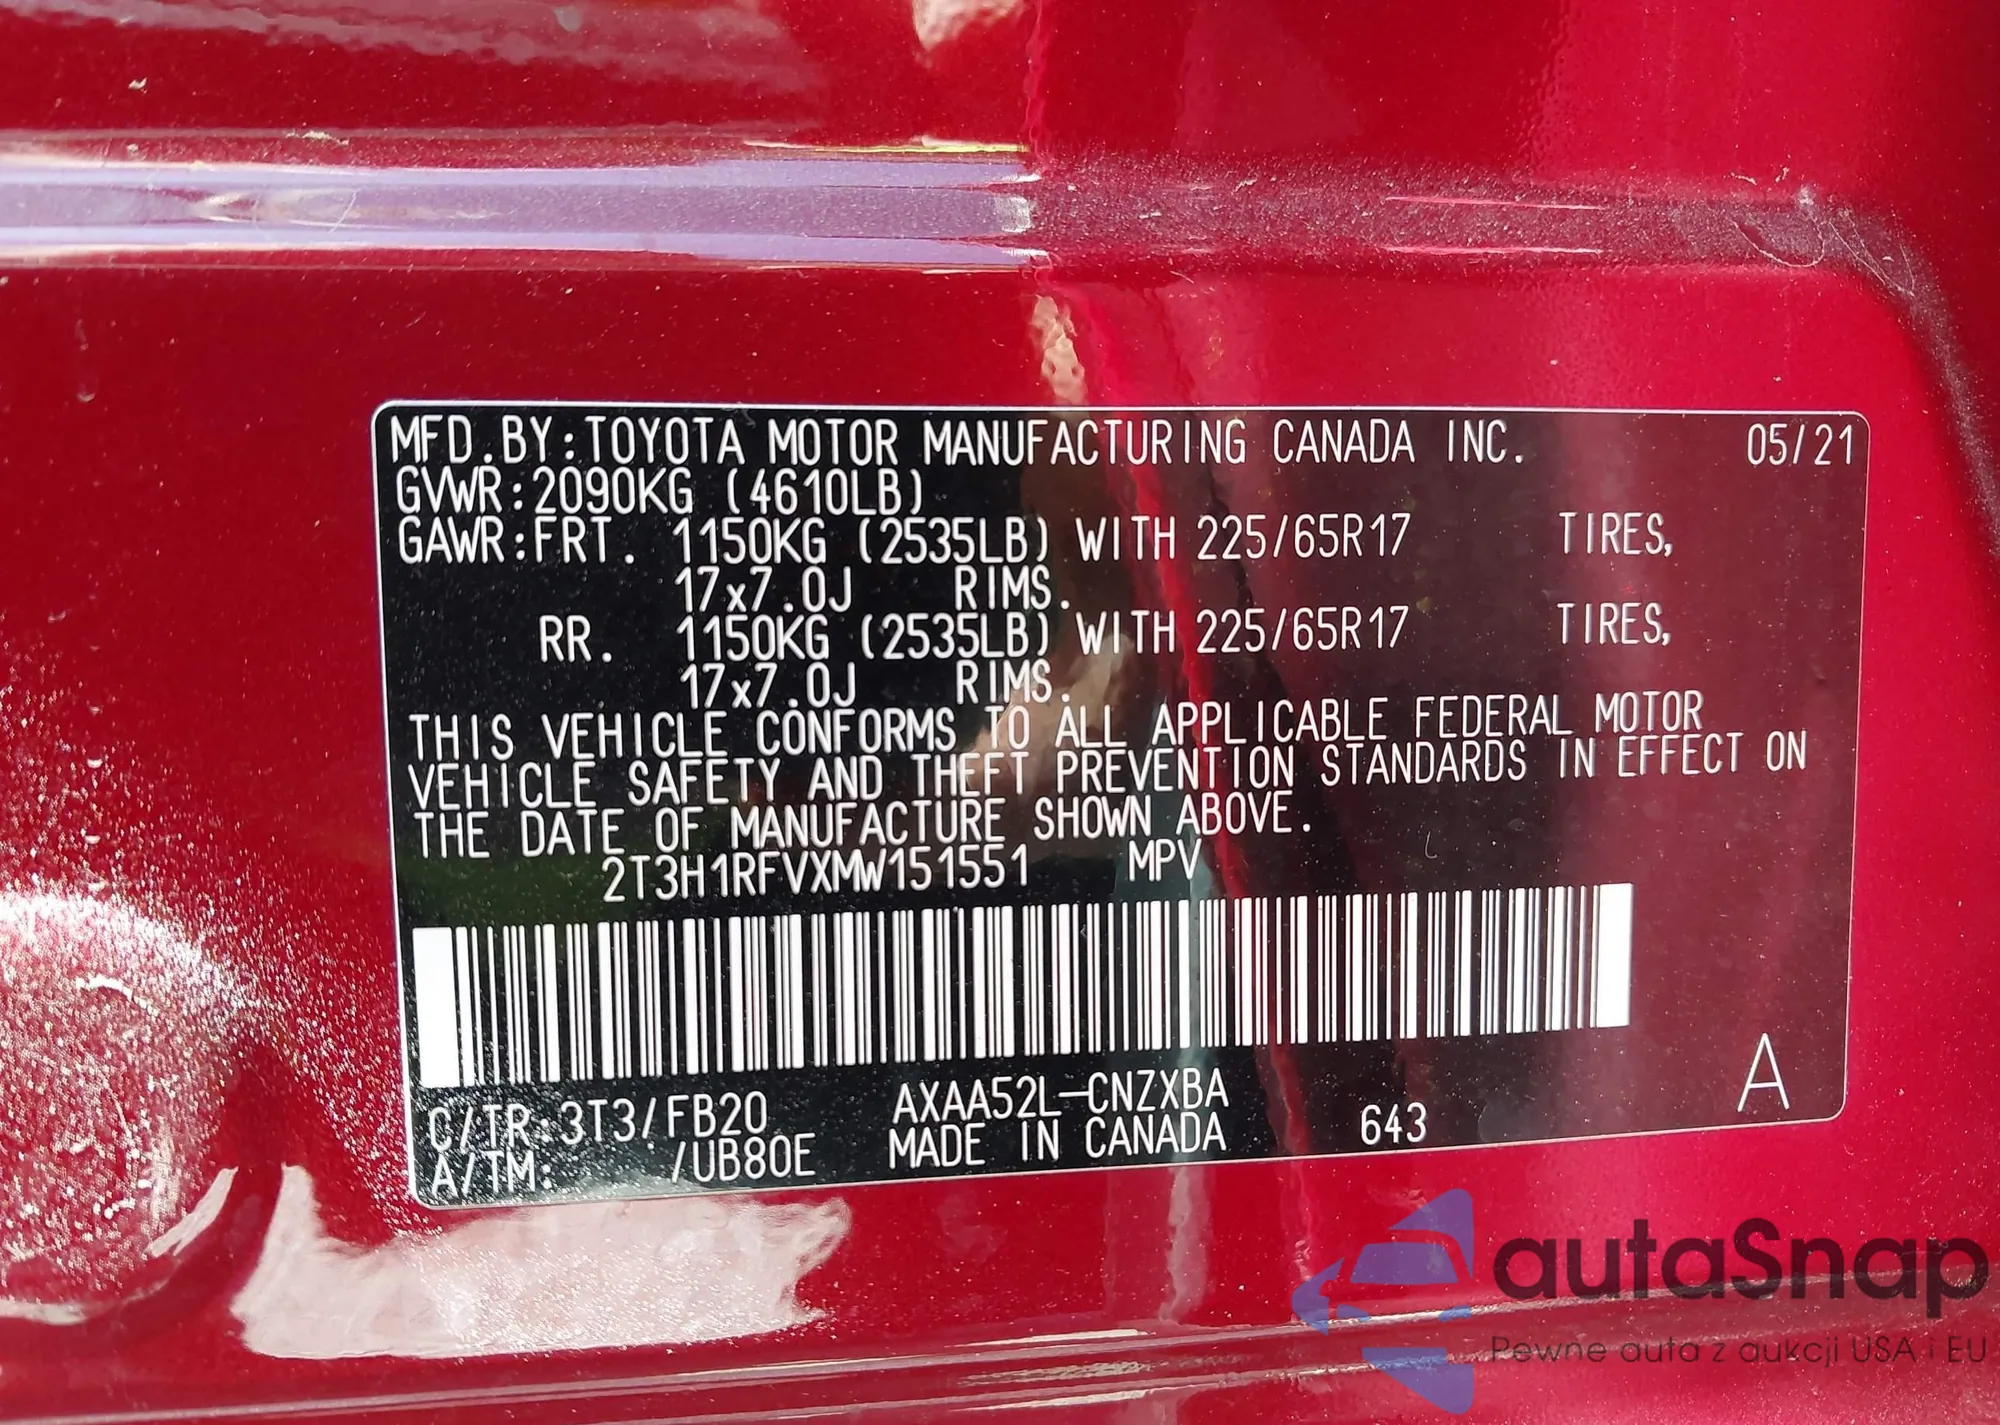 MFD.BY:TOYOTA MOTOR MANUFACTURING CANADA INC. 05/21
GVWR:2090KG (4610LB)
GAWR:FRT. 1150KG (2535LB) WITH 225/65R17 TIRES,
17x7.0J RIMS.
RR. 1150KG (2535LB) WITH 225/65R17 TIRES,
17x7.0J RIMS.
THIS VEHICLE CONFORMS TO ALL APPLICABLE FEDERAL MOTOR
VEHICLE SAFETY AND THEFT PREVENTION STANDARDS IN EFFECT ON
THE DATE OF MANUFACTURE SHOWN ABOVE.
2T3H1RFVXMW151551 MPV
C/TR:3T3/FB20 AXAA52L-CNZXBA A
A/TM: /UB80E MADE IN CANADA 643
autaSnap
Pewne auta z aukcji USA i EU